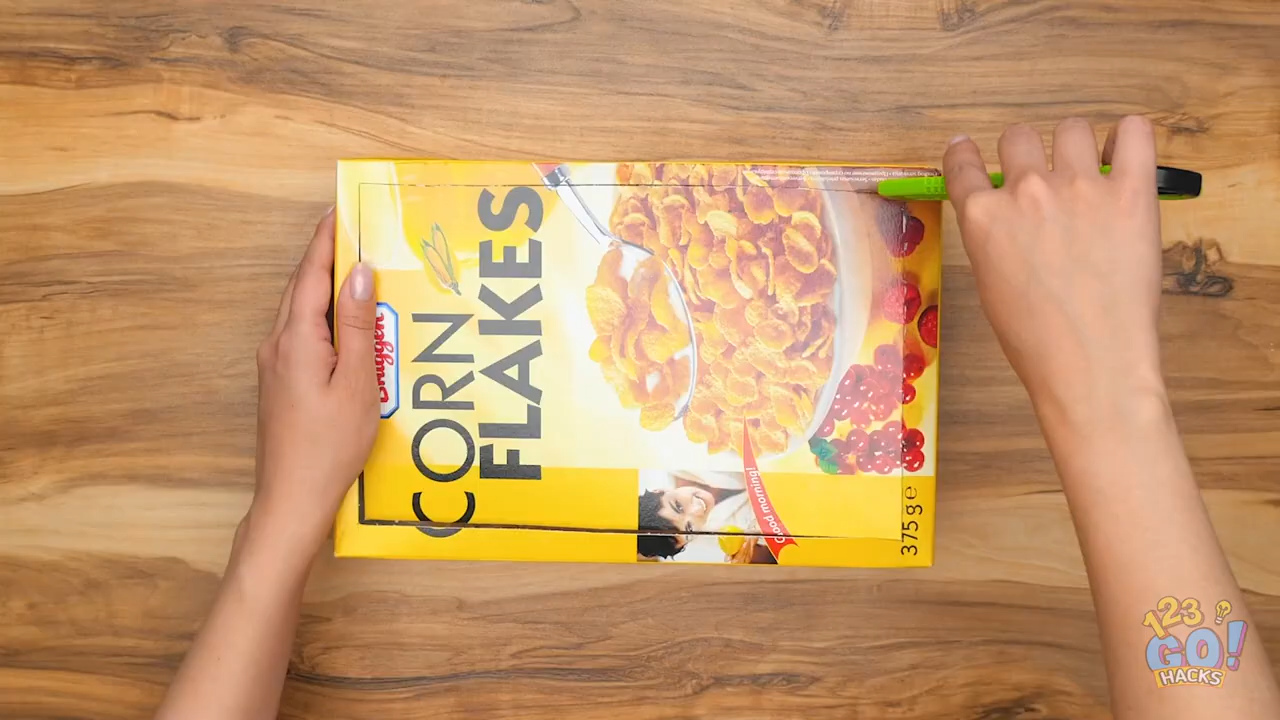 Brüggen
CORN
FLAKES
Good morning!
375 g e
123
GO!
HACKS